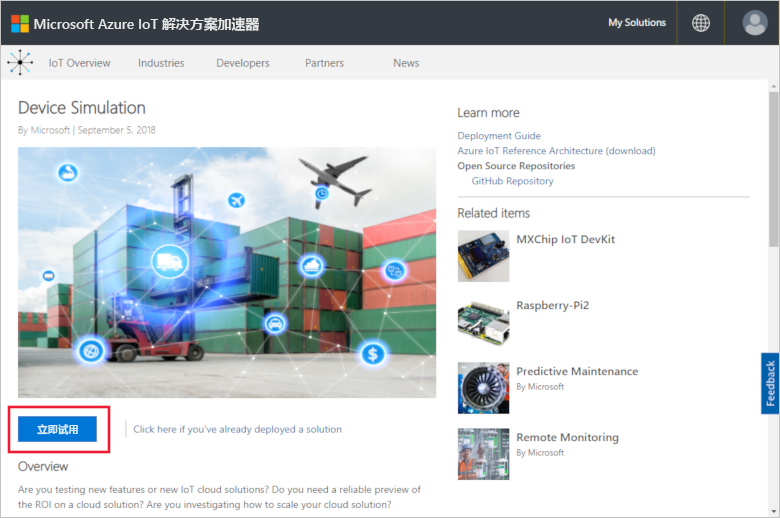 Microsoft Azure IoT 解决方案加速器
My Solutions
IoT Overview
Industries
Developers
Partners
News
Device Simulation
By Microsoft | September 5, 2018
立即试用
Click here if you've already deployed a solution
Overview
Are you testing new features or new IoT cloud solutions? Do you need a reliable preview
of the ROI on a cloud solution? Are you investigating how to scale your cloud solution?
Learn more
Deployment Guide
Azure IoT Reference Architecture (download)
Open Source Repositories
GitHub Repository
Related items
MXChip IoT DevKit
Raspberry-Pi2
Predictive Maintenance
By Microsoft
Remote Monitoring
By Microsoft
Feedback